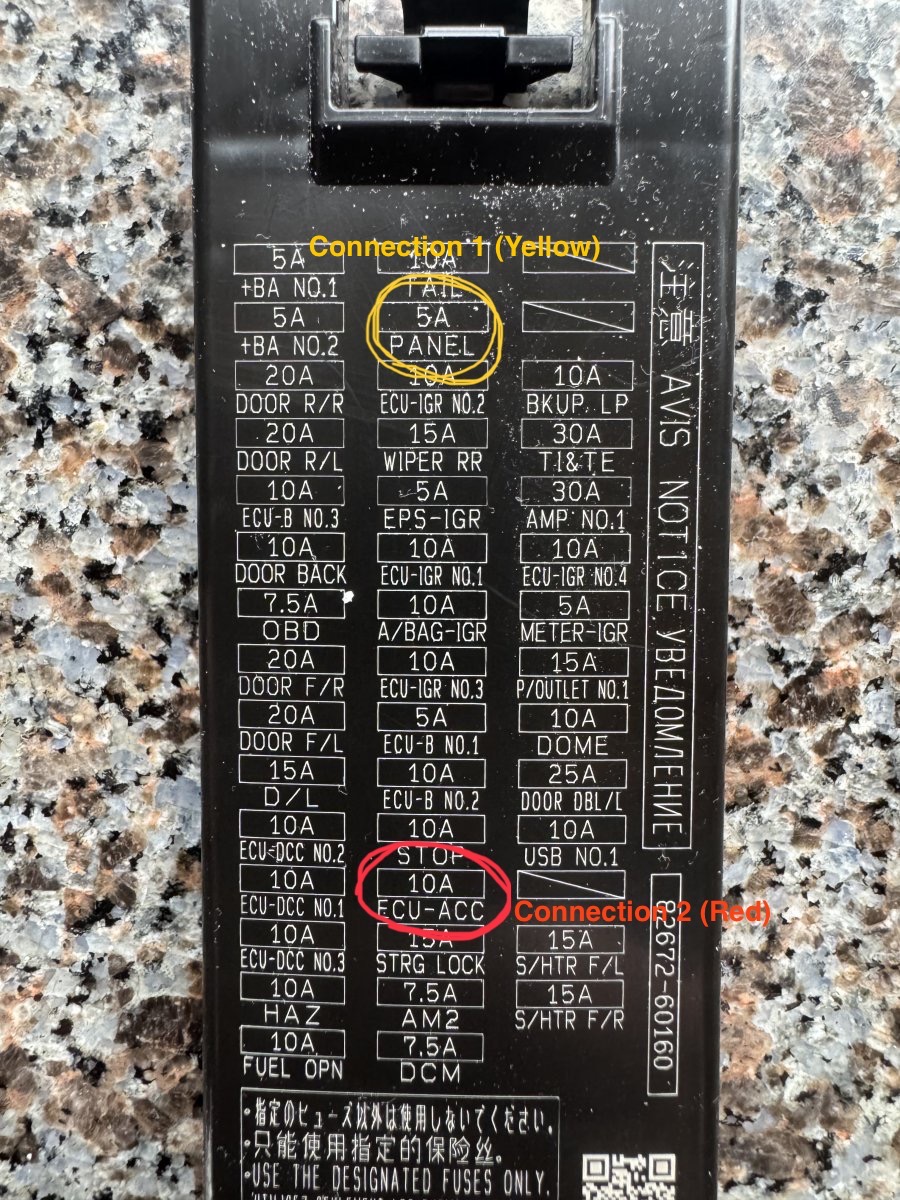 Connection 1 (Yellow)
5A 10A
+BA NO.1 TAIL
5A 5A
+BA NO.2 PANEL
20A 10A 10A
DOOR R/R ECU-IGR NO.2 BKUP LP
20A 15A 30A
DOOR R/L WIPER RR TI&TE
10A 5A 30A
ECU-B NO.3 EPS-IGR AMP NO.1
10A 10A 10A
DOOR BACK ECU-IGR NO.1 ECU-IGR NO.4
7.5A 10A 5A
OBD A/BAG-IGR METER-IGR
20A 10A 15A
DOOR F/R ECU-IGR NO.3 P/OUTLET NO.1
20A 5A 10A
DOOR F/L ECU-B NO.1 DOME
15A 10A 25A
D/L ECU-B NO.2 DOOR DBL/L
10A 10A 10A
ECU-DCC NO.2 STOP USB NO.1
10A 10A
ECU-DCC NO.1 ECU-ACC
Connection 2 (Red)
10A 15A 15A
ECU-DCC NO.3 STRG LOCK S/HTR F/L
10A 7.5A 15A
HAZ AM2 S/HTR F/R
10A 7.5A
FUEL OPN DCM
注意 AVIS NOTICE УВЕДОМЛЕНИЕ
82672-60160
・指定のヒューズ以外は使用しないでください。
・只能使用指定的保险丝。
・USE THE DESIGNATED FUSES ONLY.